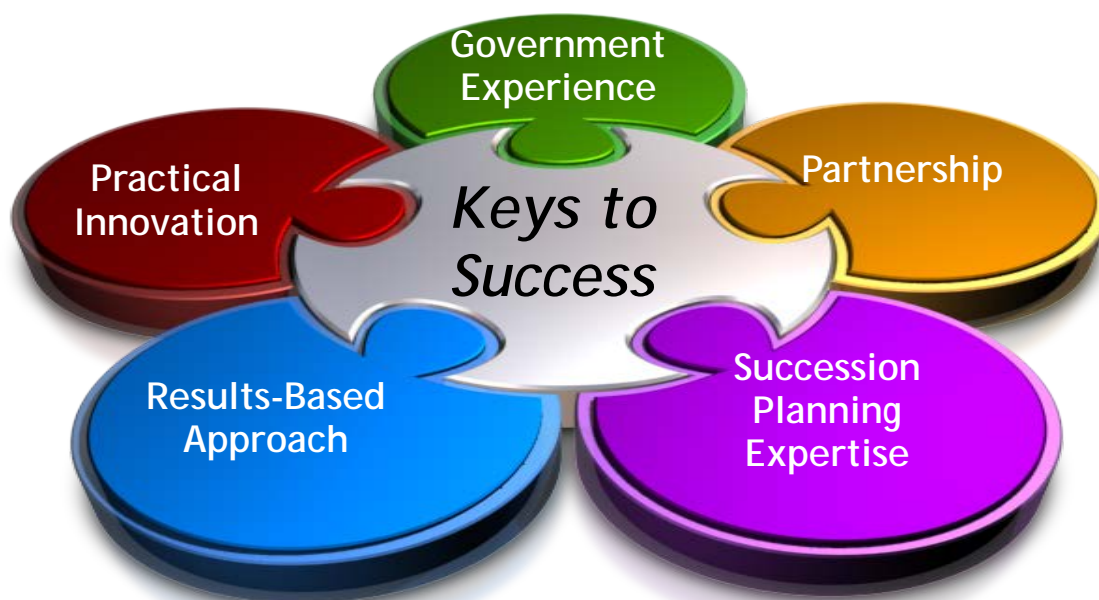 Government
Experience
Practical
Innovation
Partnership
Keys to
Success
Results-Based
Approach
Succession
Planning
Expertise